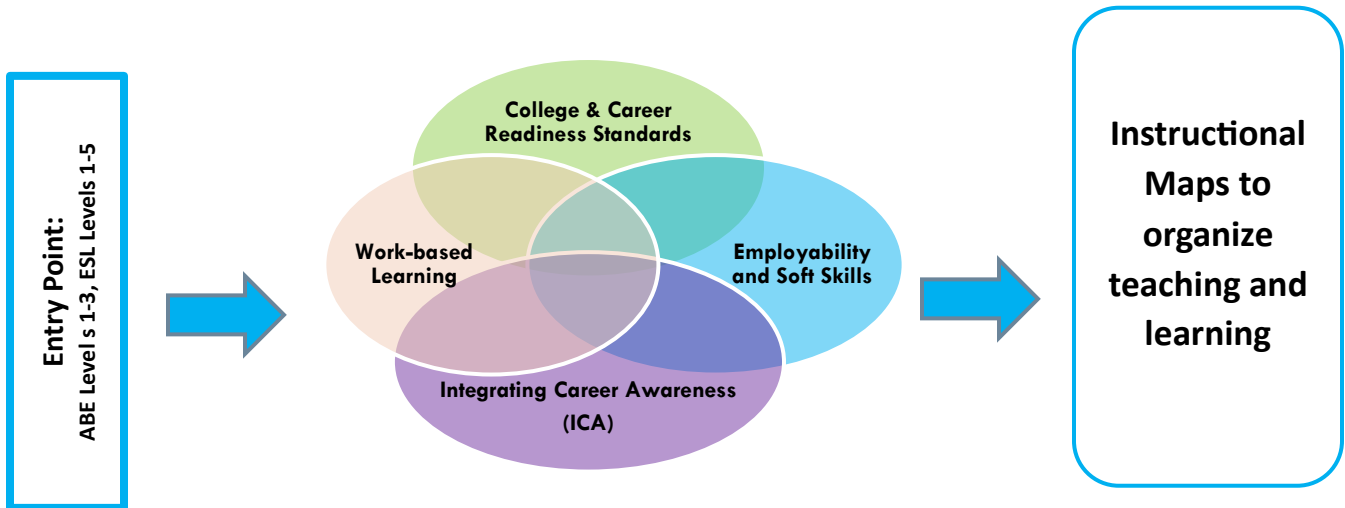 Entry Point:
ABE Level s 1-3, ESL Levels 1-5
College & Career
Readiness Standards
Work-based
Learning
Employability
and Soft Skills
Integrating Career Awareness
(ICA)
Instructional
Maps to
organize
teaching and
learning